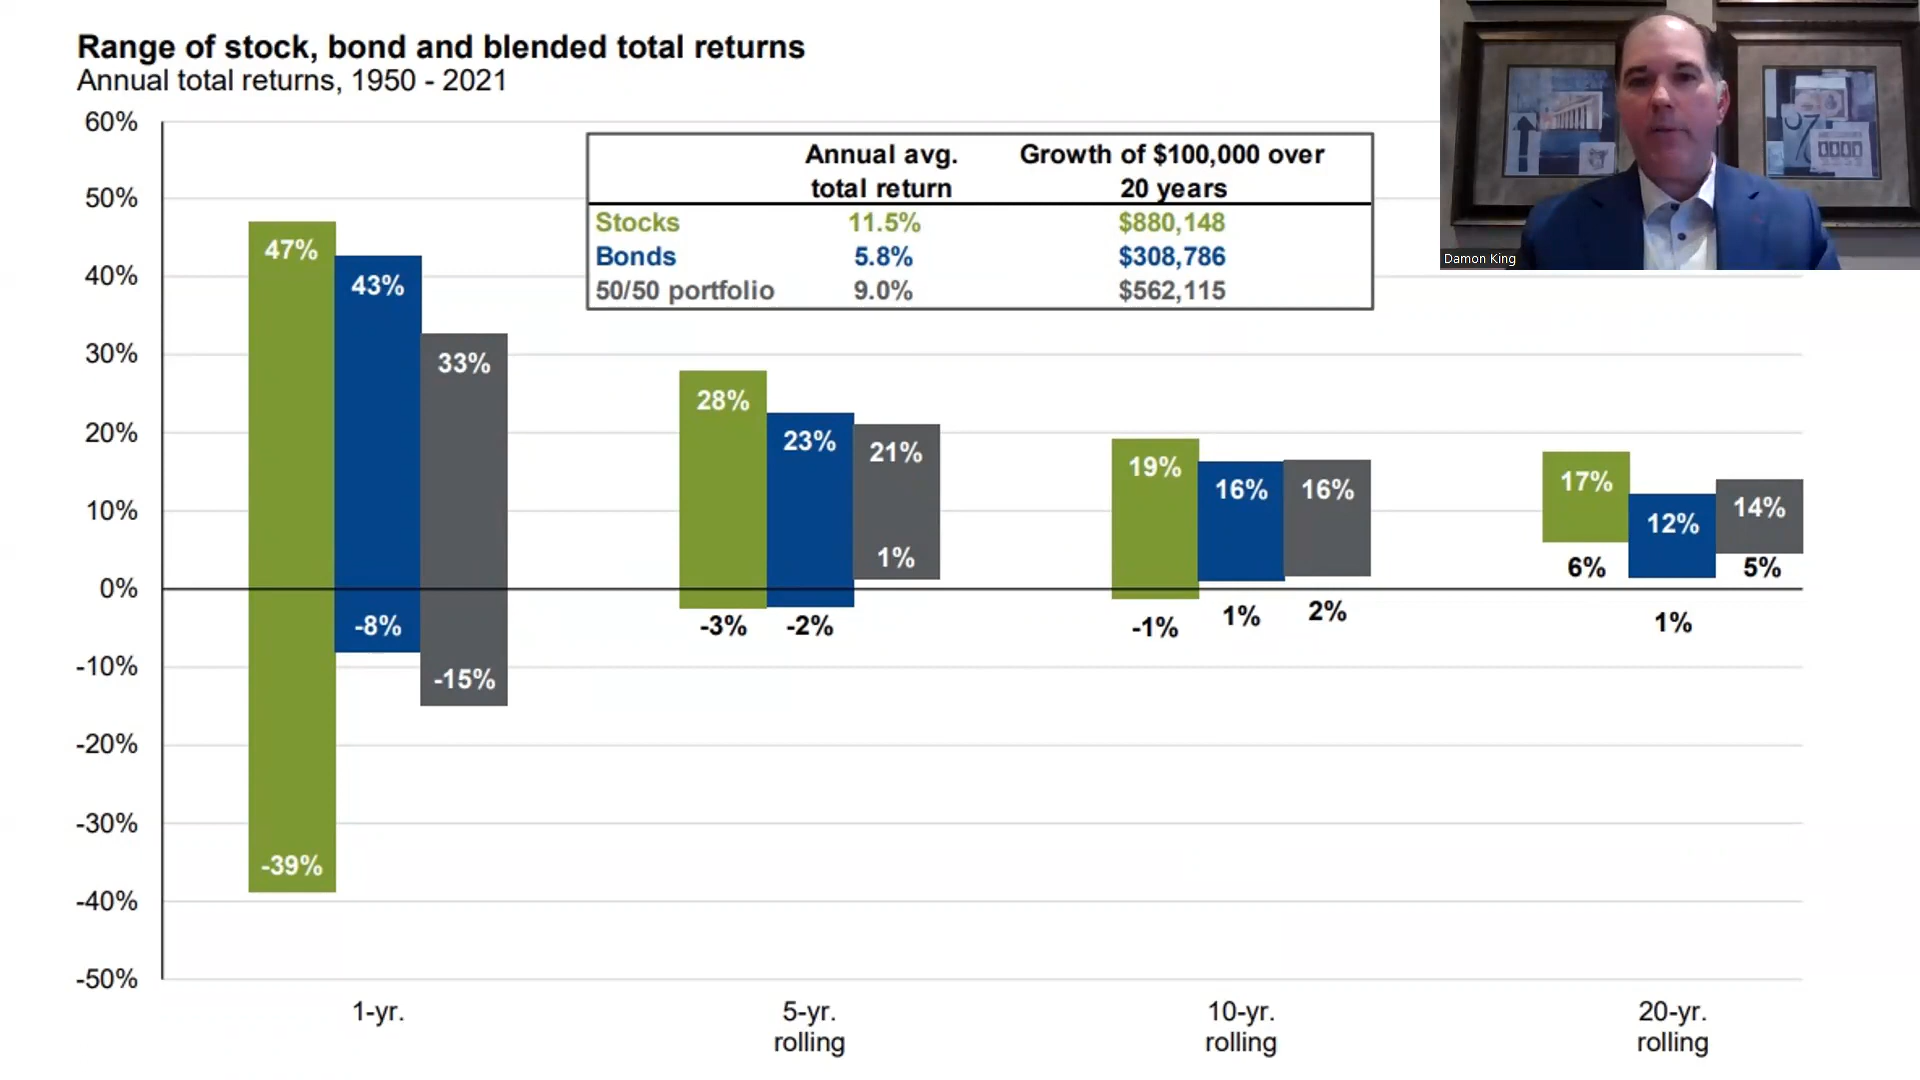 Range of stock, bond and blended total returns
Annual total returns, 1950 - 2021
60%
50%
40%
30%
20%
10%
0%
-10%
-20%
-30%
-40%
-50%
Annual avg. Growth of $100,000 over
total return 20 years
Stocks 11.5% $880,148
Bonds 5.8% $308,786
50/50 portfolio 9.0% $562,115
47%
43%
33%
-8%
-15%
-39%
28%
23%
21%
1%
-3% -2%
19%
16% 16%
-1% 1% 2%
17%
12%
14%
6% 5%
1%
1-yr.
5-yr.
rolling
10-yr.
rolling
20-yr.
rolling
Damon King